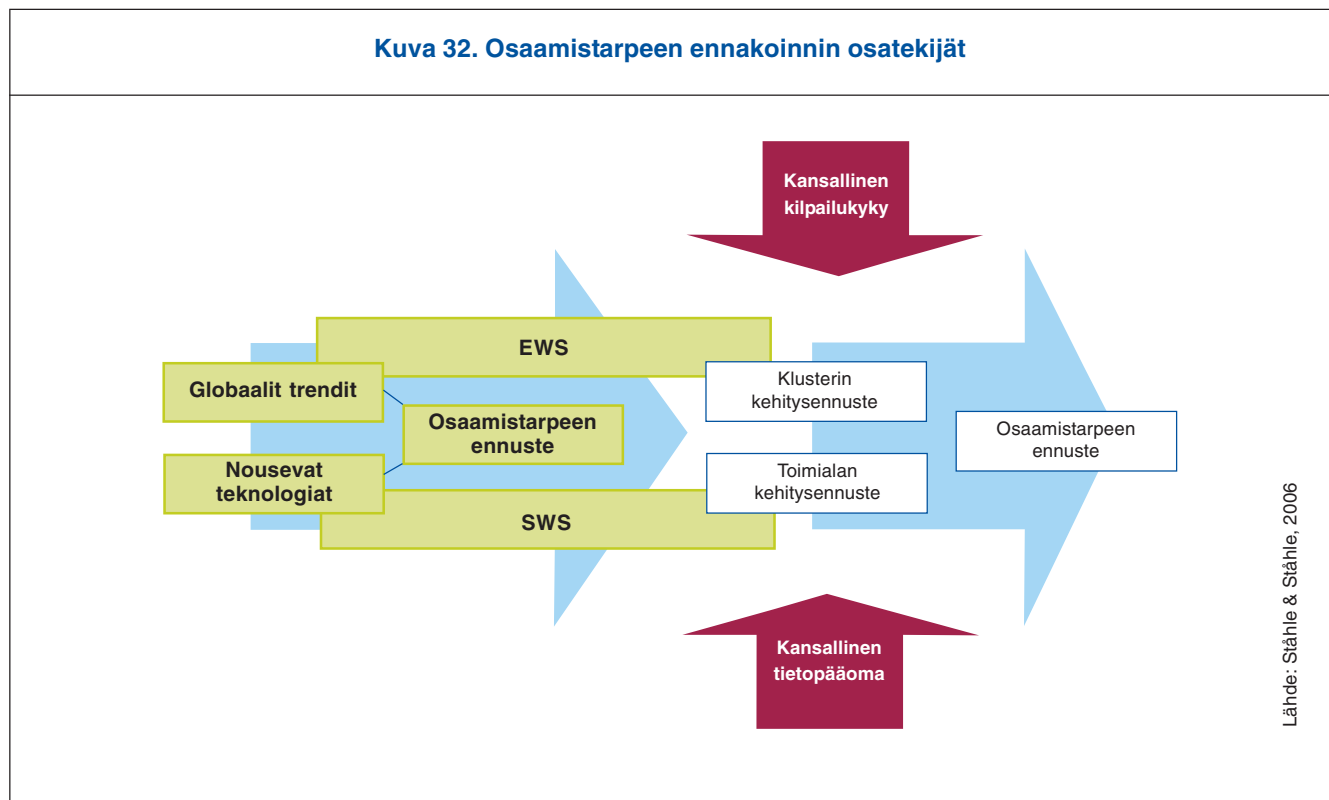 Kuva 32. Osaamistarpeen ennakoinnin osatekijät
Kansallinen
kilpailukyky
EWS
Globaalit trendit
Osaamistarpeen
ennuste
Nousevat
teknologiat
SWS
Klusterin
kehitysennuste
Toimialan
kehitysennuste
Osaamistarpeen
ennuste
Kansallinen
tietopääoma
Lähde: Ståhle & Ståhle, 2006